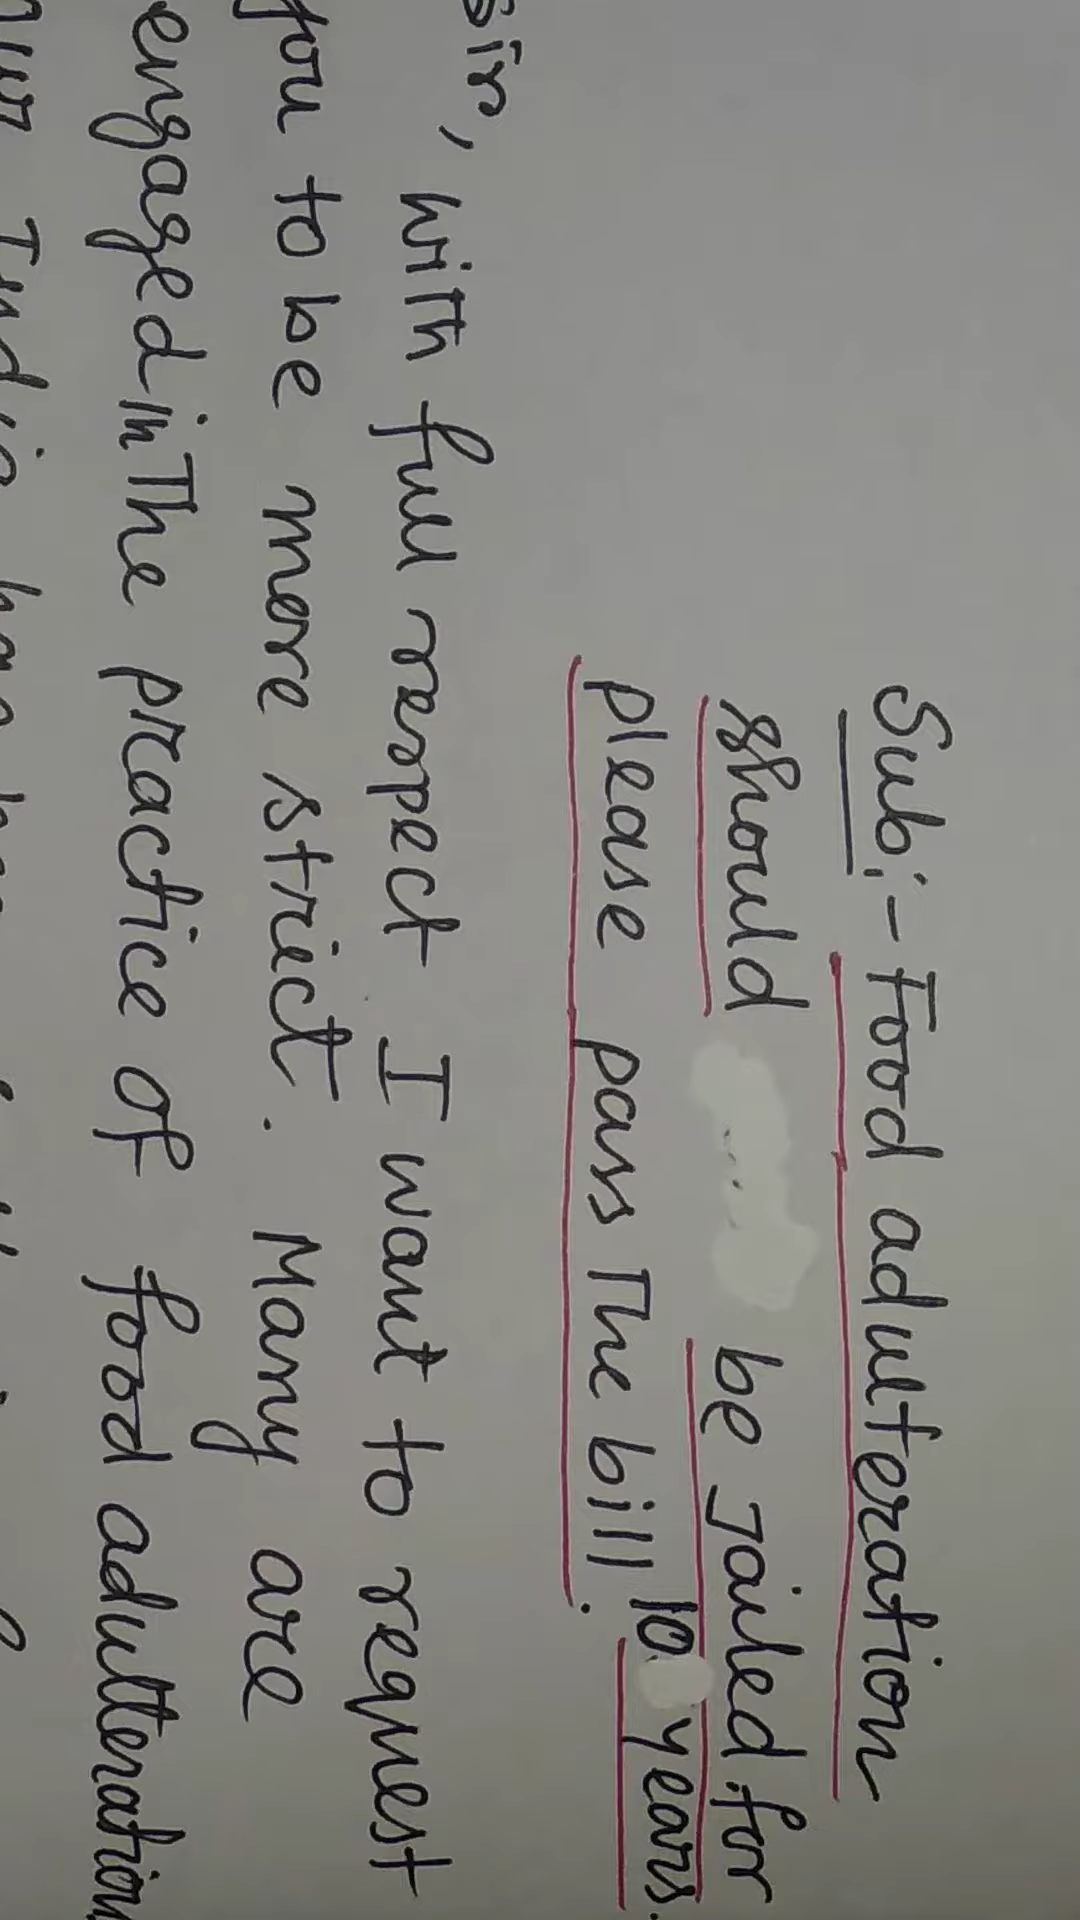 Sub:- Food adulteration
should be Jailed for
10 years.
please pass The bill.
Sir,
With full respect I want to request
you to be more strict. Many are
engaged in The practice of food adulteration